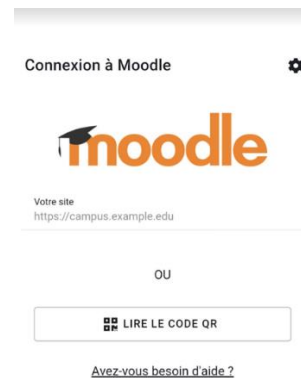 Connexion à Moodle
moodle
Votre site
https://campus.example.edu
OU
LIRE LE CODE QR
Avez-vous besoin d'aide ?